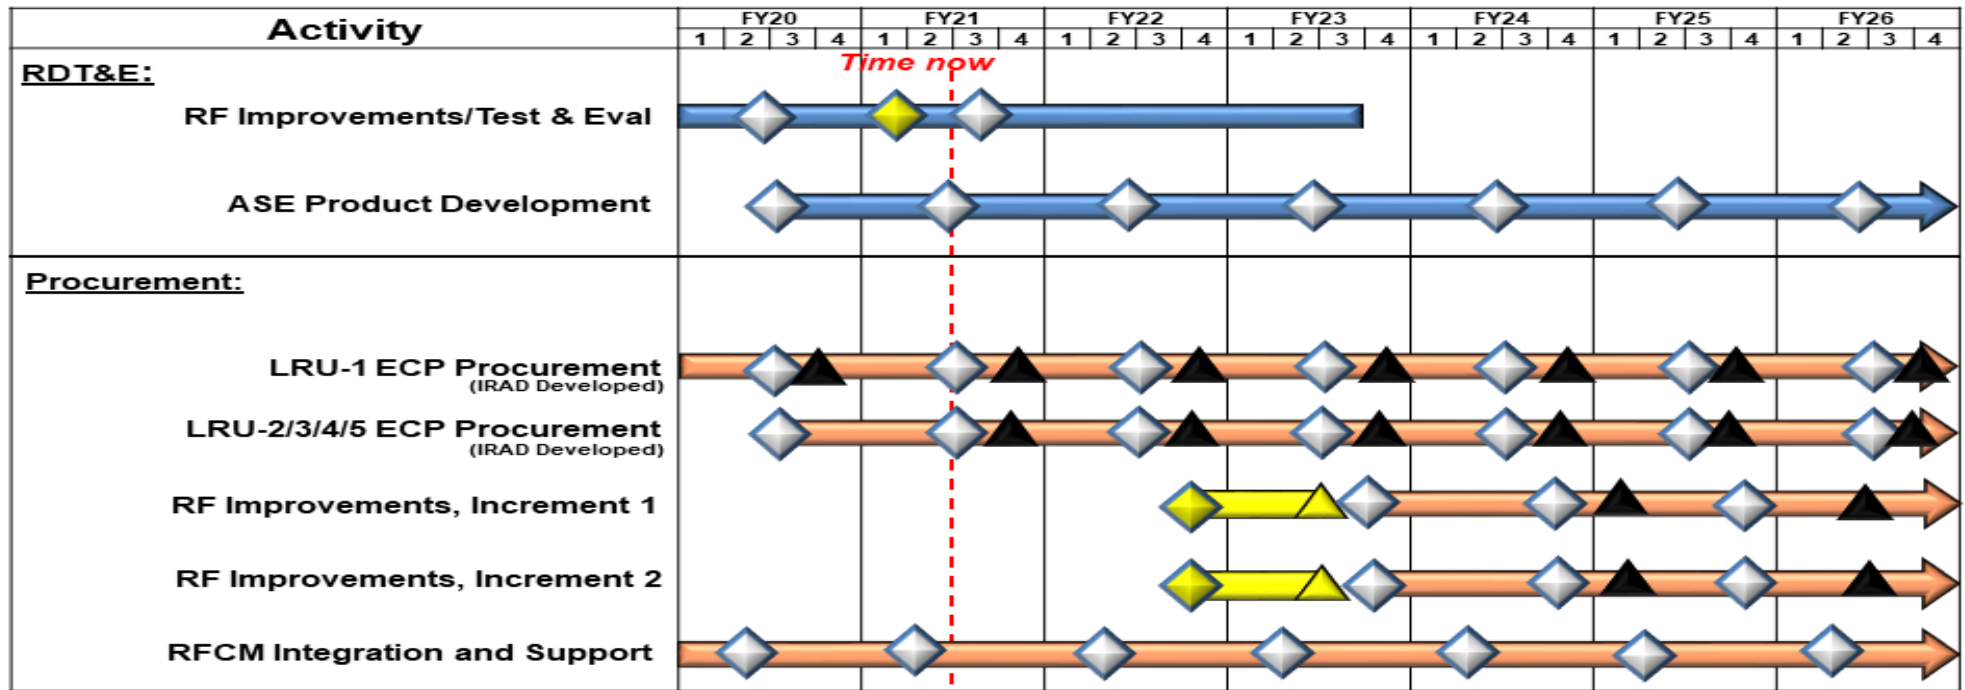 Activity
FY20 FY21 FY22 FY23 FY24 FY25 FY26
1 2 3 4 1 2 3 4 1 2 3 4 1 2 3 4 1 2 3 4 1 2 3 4 1 2 3 4
Time now
RDT&E:
RF Improvements/Test & Eval
ASE Product Development
Procurement:
LRU-1 ECP Procurement
(IRAD Developed)
LRU-2/3/4/5 ECP Procurement
(IRAD Developed)
RF Improvements, Increment 1
RF Improvements, Increment 2
RFCM Integration and Support